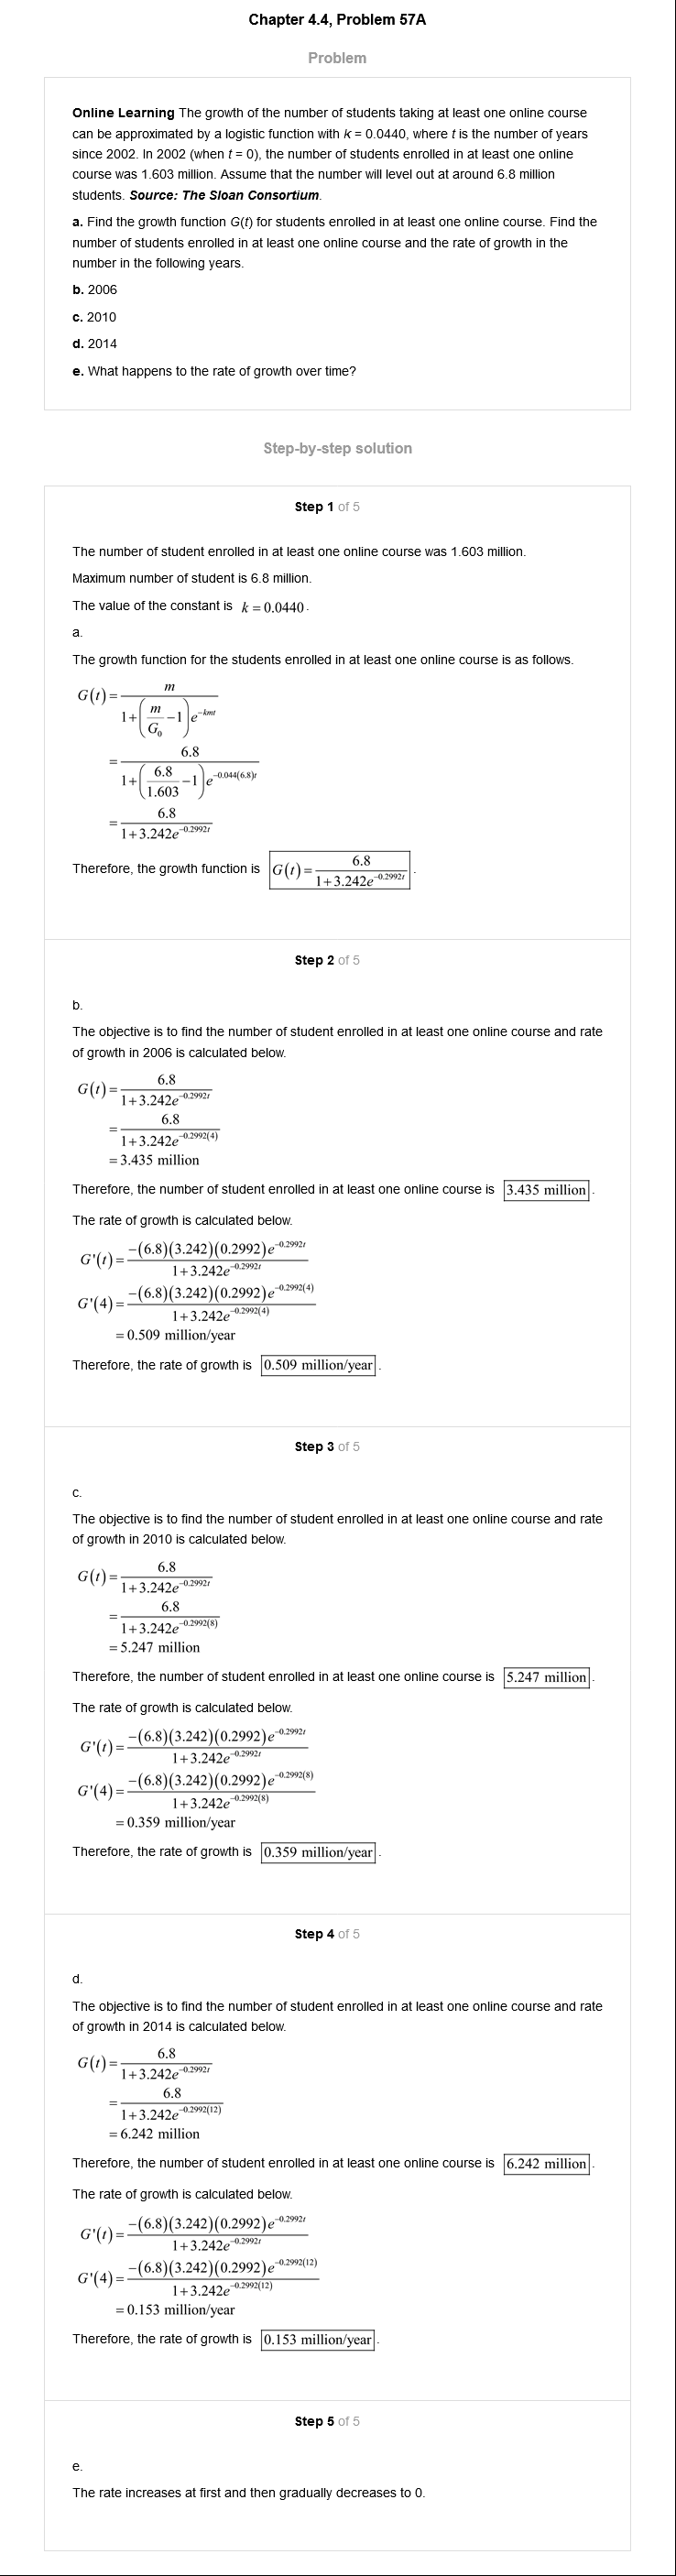 Chapter 4.4, Problem 57A
Problem
Online Learning The growth of the number of students taking at least one online course
can be approximated by a logistic function with k = 0.0440, where t is the number of years
since 2002. In 2002 (when t = 0), the number of students enrolled in at least one online
course was 1.603 million. Assume that the number will level out at around 6.8 million
students. Source: The Sloan Consortium.
a. Find the growth function G(t) for students enrolled in at least one online course. Find the
number of students enrolled in at least one online course and the rate of growth in the
number in the following years.
b. 2006
c. 2010
d. 2014
e. What happens to the rate of growth over time?
Step-by-step solution
Step 1 of 5
The number of student enrolled in at least one online course was 1.603 million.
Maximum number of student is 6.8 million.
The value of the constant is k = 0.0440.
a.
The growth function for the students enrolled in at least one online course is as follows.
G(t) = m / (1+(m/G₀ −1)e^(−kmt))
= 6.8 / (1+(6.8/1.603 −1)e^(−0.044(6.8)t))
= 6.8 / (1+3.242e^(−0.2992t))
Therefore, the growth function is G(t) = 6.8 / (1+3.242e^(−0.2992t)).
Step 2 of 5
b.
The objective is to find the number of student enrolled in at least one online course and rate
of growth in 2006 is calculated below.
G(t) = 6.8 / (1+3.242e^(−0.2992t))
= 6.8 / (1+3.242e^(−0.2992(4)))
= 3.435 million
Therefore, the number of student enrolled in at least one online course is 3.435 million.
The rate of growth is calculated below.
G'(t) = −(6.8)(3.242)(0.2992)e^(−0.2992t) / (1+3.242e^(−0.2992t))
G'(4) = −(6.8)(3.242)(0.2992)e^(−0.2992(4)) / (1+3.242e^(−0.2992(4)))
= 0.509 million/year
Therefore, the rate of growth is 0.509 million/year.
Step 3 of 5
c.
The objective is to find the number of student enrolled in at least one online course and rate
of growth in 2010 is calculated below.
G(t) = 6.8 / (1+3.242e^(−0.2992t))
= 6.8 / (1+3.242e^(−0.2992(8)))
= 5.247 million
Therefore, the number of student enrolled in at least one online course is 5.247 million.
The rate of growth is calculated below.
G'(t) = −(6.8)(3.242)(0.2992)e^(−0.2992t) / (1+3.242e^(−0.2992t))
G'(4) = −(6.8)(3.242)(0.2992)e^(−0.2992(8)) / (1+3.242e^(−0.2992(8)))
= 0.359 million/year
Therefore, the rate of growth is 0.359 million/year.
Step 4 of 5
d.
The objective is to find the number of student enrolled in at least one online course and rate
of growth in 2014 is calculated below.
G(t) = 6.8 / (1+3.242e^(−0.2992t))
= 6.8 / (1+3.242e^(−0.2992(12)))
= 6.242 million
Therefore, the number of student enrolled in at least one online course is 6.242 million.
The rate of growth is calculated below.
G'(t) = −(6.8)(3.242)(0.2992)e^(−0.2992t) / (1+3.242e^(−0.2992t))
G'(4) = −(6.8)(3.242)(0.2992)e^(−0.2992(12)) / (1+3.242e^(−0.2992(12)))
= 0.153 million/year
Therefore, the rate of growth is 0.153 million/year.
Step 5 of 5
e.
The rate increases at first and then gradually decreases to 0.